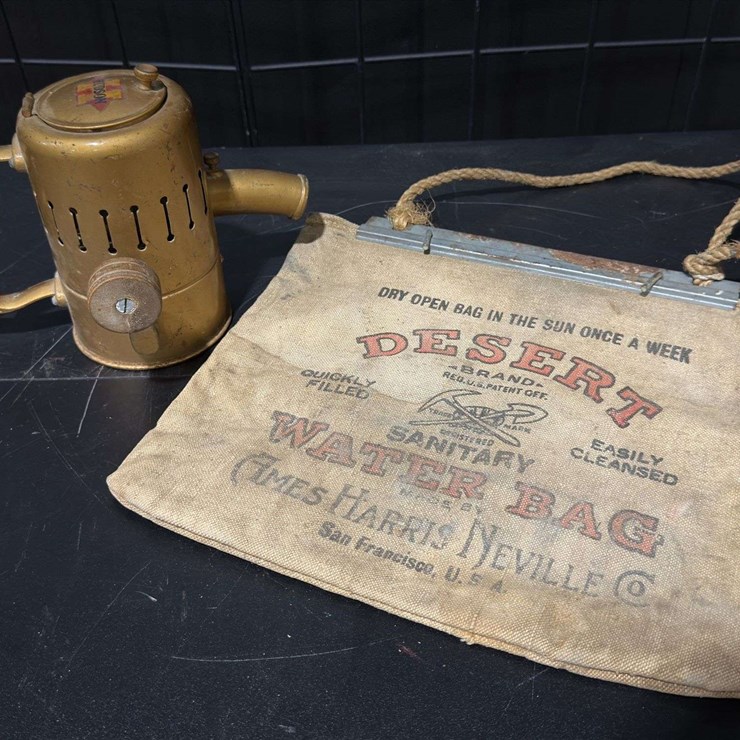 DRY OPEN BAG IN THE SUN ONCE A WEEK
DESERT
BRAND
REG. U.S. PATENT OFF.
QUICKLY
FILLED
TRADE MARK
REGISTERED
EASILY
CLEANSED
SANITARY
WATER BAG
MADE BY
AMES HARRIS NEVILLE CO
San Francisco, U.S.A.